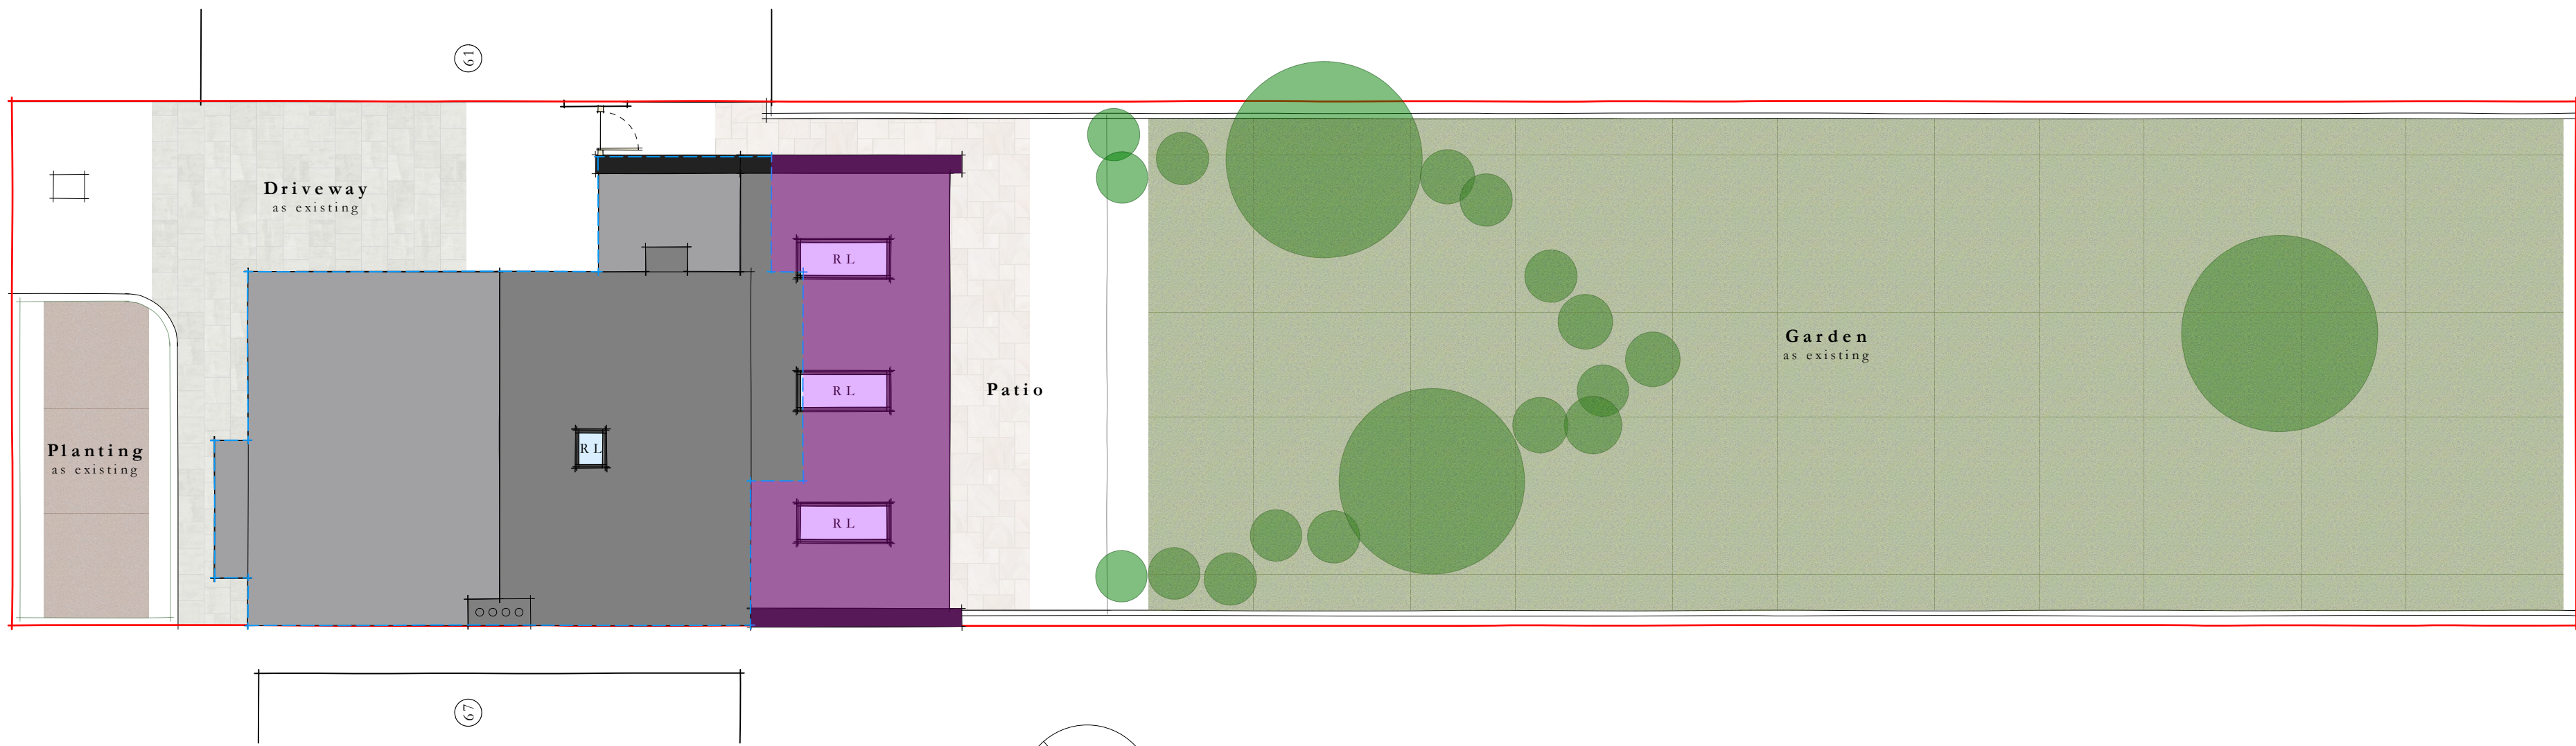 61
Driveway
as existing
RL
Garden
as existing
RL
Patio
RL
Planting
as existing
RL
67